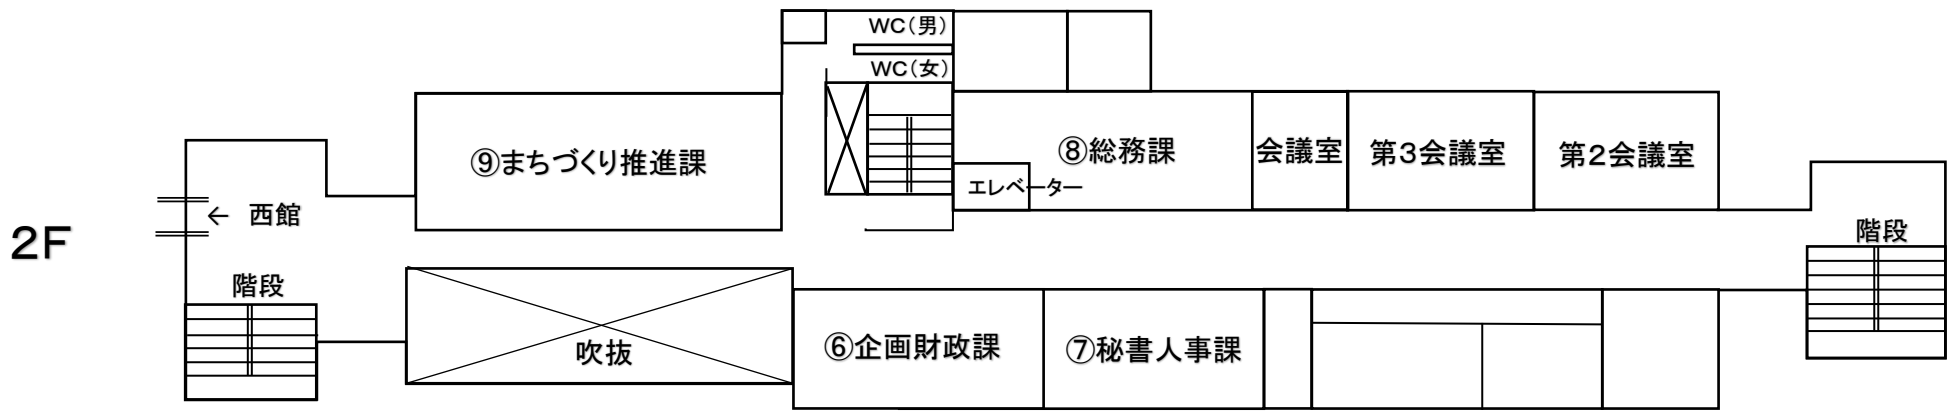 WC(男)
WC(女)
⑨まちづくり推進課
⑧総務課
会議室
第3会議室
第2会議室
エレベーター
2F
← 西館
階段
階段
吹抜
⑥企画財政課
⑦秘書人事課